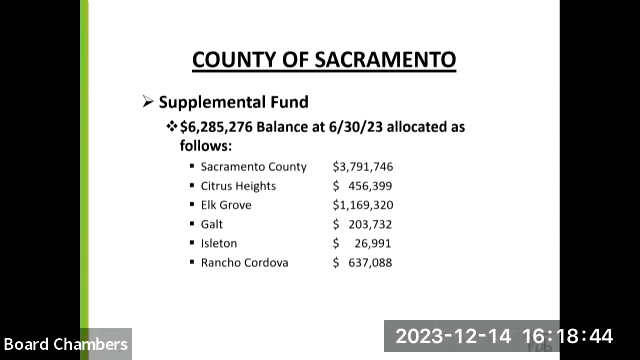 COUNTY OF SACRAMENTO
Supplemental Fund
$6,285,276 Balance at 6/30/23 allocated as
follows:
Sacramento County $3,791,746
Citrus Heights $ 456,399
Elk Grove $1,169,320
Galt $ 203,732
Isleton $ 26,991
Rancho Cordova $ 637,088
Board Chambers
2023-12-14 16:18:44